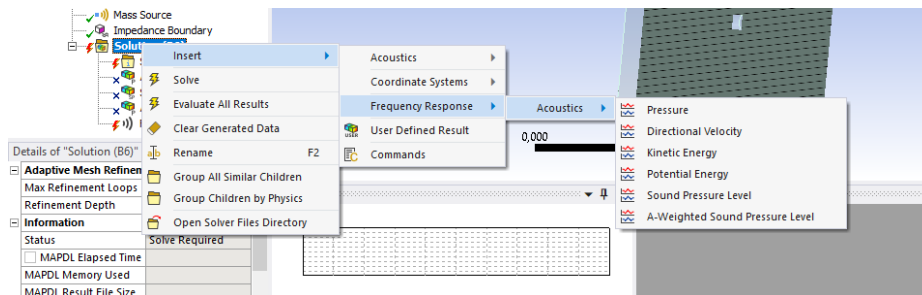 Mass Source
Impedance Boundary
Insert
Solve
Evaluate All Results
Clear Generated Data
Rename F2
Group All Similar Children
Group Children by Physics
Open Solver Files Directory
Acoustics
Coordinate Systems
Frequency Response
User Defined Result
Commands
Acoustics
Pressure
Directional Velocity
Kinetic Energy
Potential Energy
Sound Pressure Level
A-Weighted Sound Pressure Level
0,000
Details of "Solution (B6)"
Adaptive Mesh
Max Refinement Loops
Refinement Depth
Information
Status Solve Required
MAPDL Elapsed Time
MAPDL Memory Used
MAPDL Result File Size